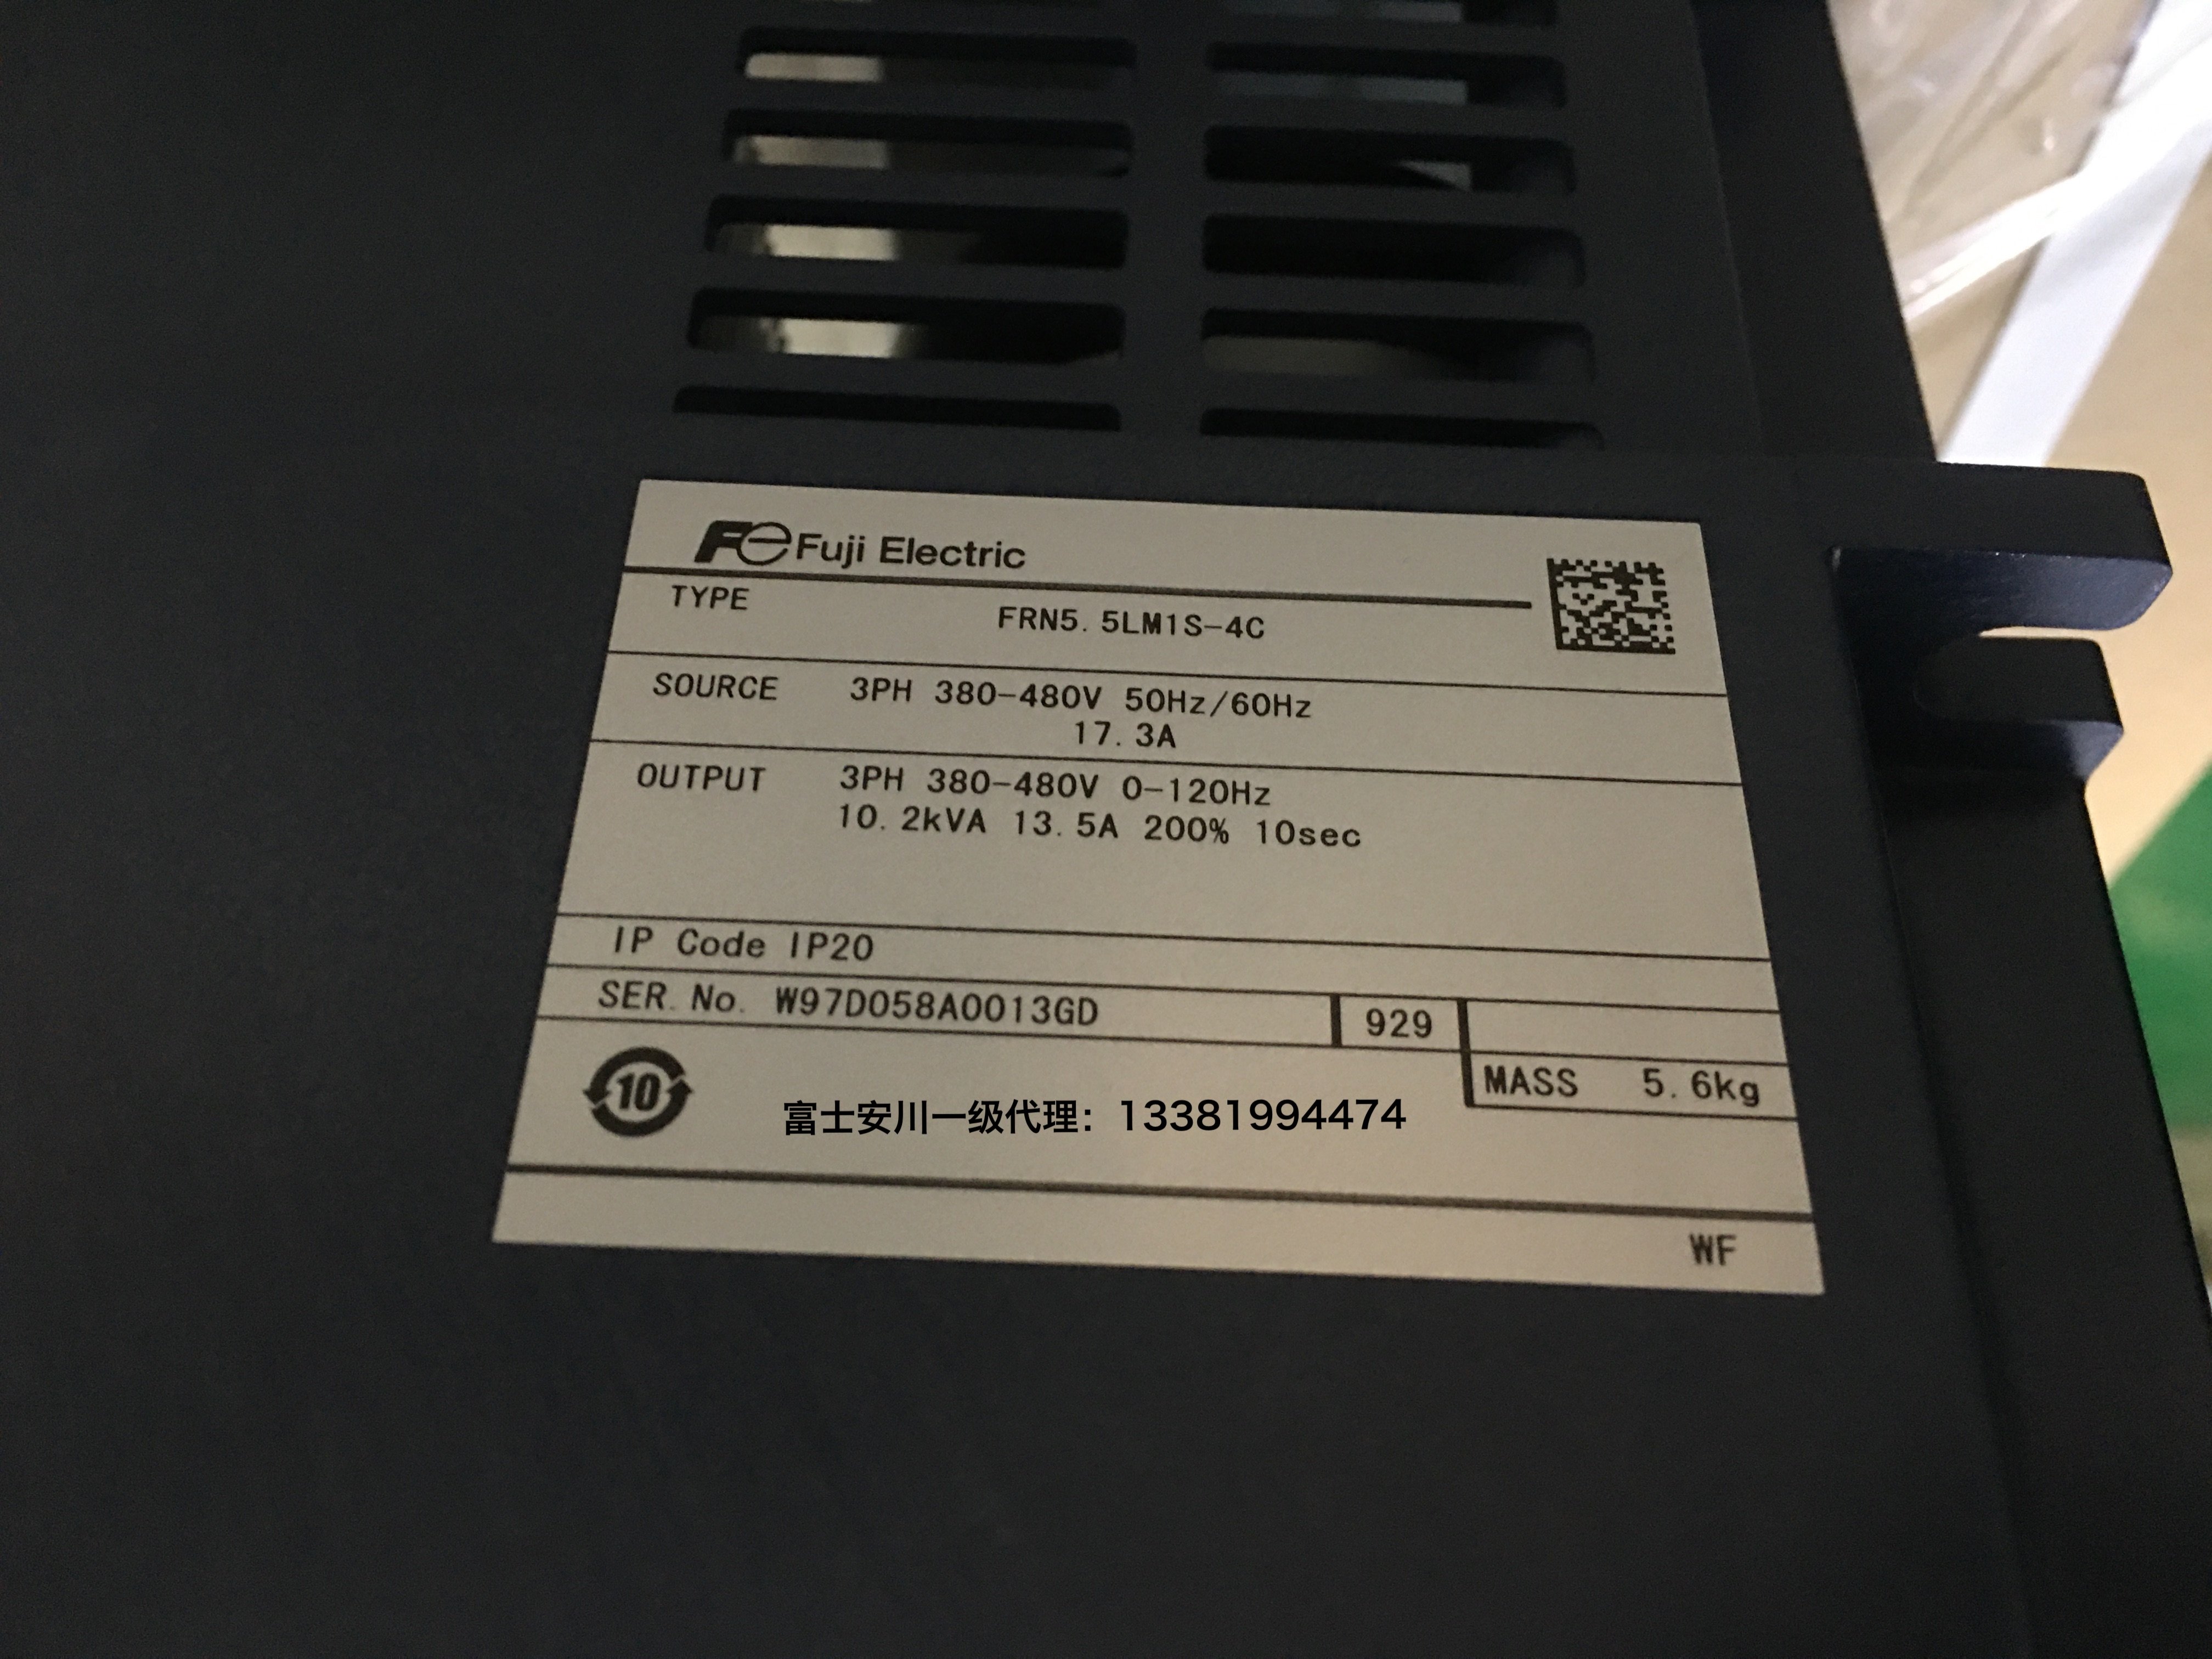 Fe Fuji Electric
TYPE FRN5.5LM1S-4C
SOURCE 3PH 380-480V 50Hz/60Hz
17.3A
OUTPUT 3PH 380-480V 0-120Hz
10.2kVA 13.5A 200% 10sec
IP Code IP20
SER.No. W97D058A0013GD 929
MASS 5.6kg
10
富士安川一级代理：13381994474
WF